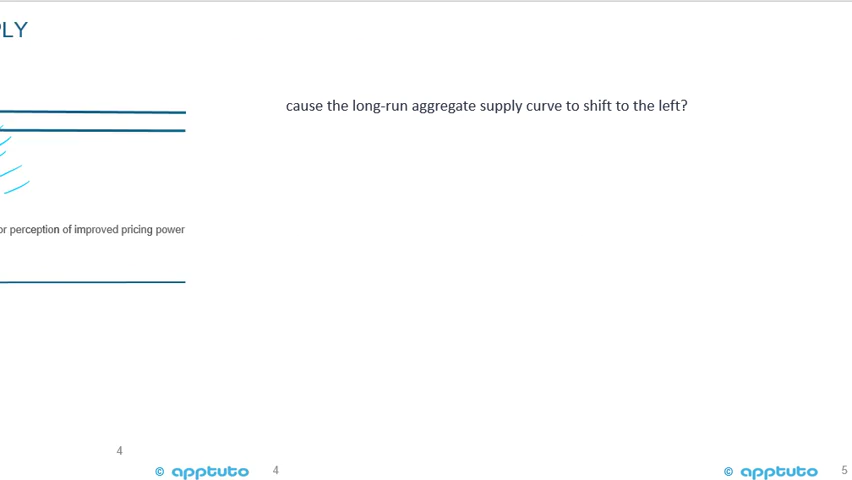 PLY
cause the long-run aggregate supply curve to shift to the left?
or perception of improved pricing power
4
© apptuto 4
© apptuto 5